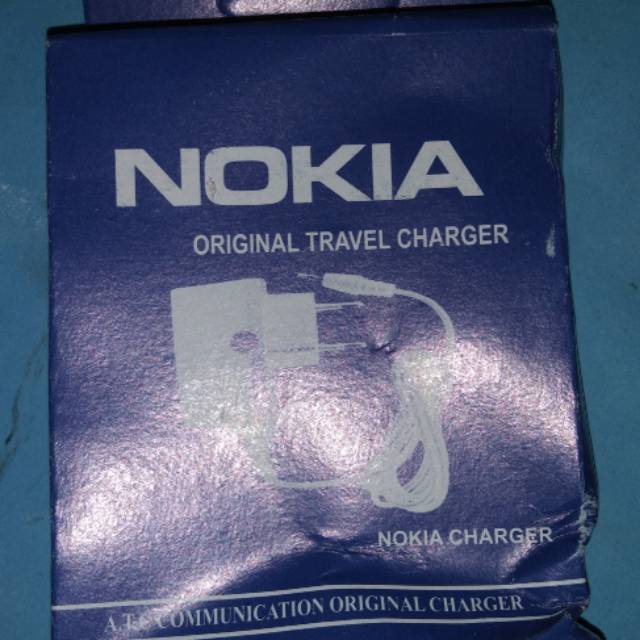 NOKIA
ORIGINAL TRAVEL CHARGER
NOKIA CHARGER
COMMUNICATION ORIGINAL CHARGER